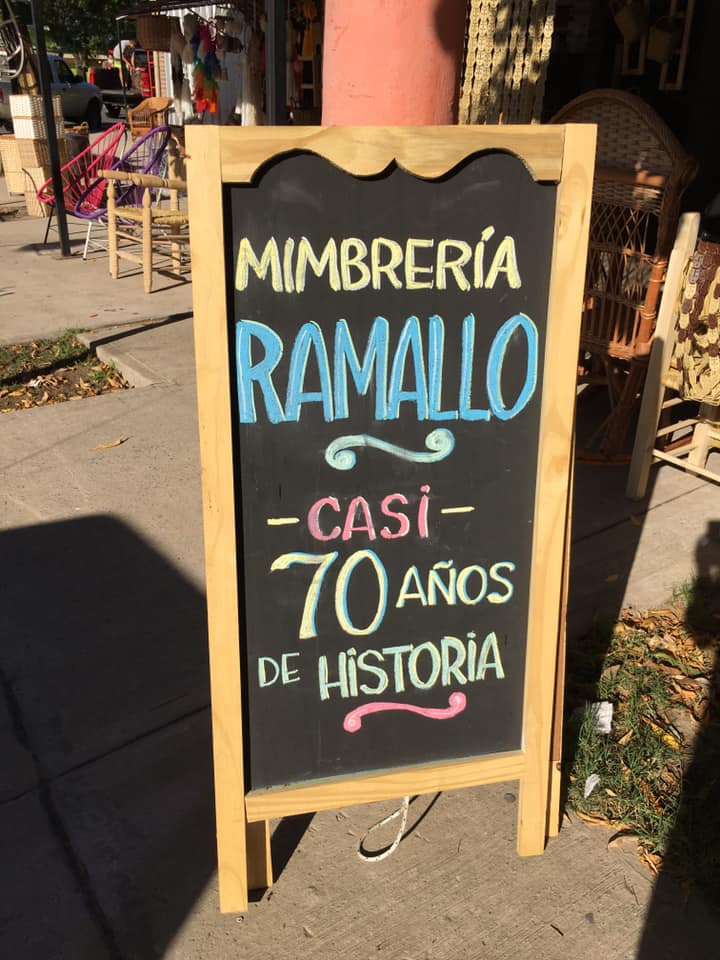 MIMBRERÍA
RAMALLO
- CASi -
70 AÑOS
DE HiSTORIA